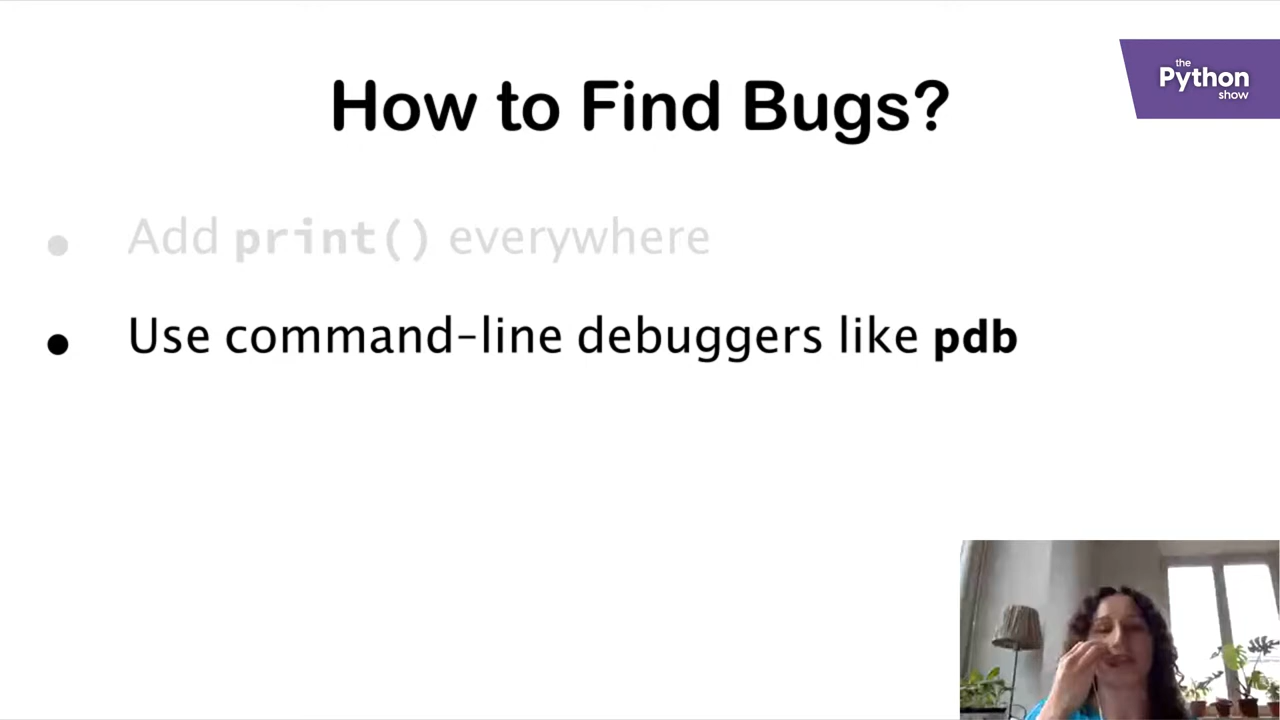 How to Find Bugs?
the
Python
show
Add print() everywhere
Use command-line debuggers like pdb